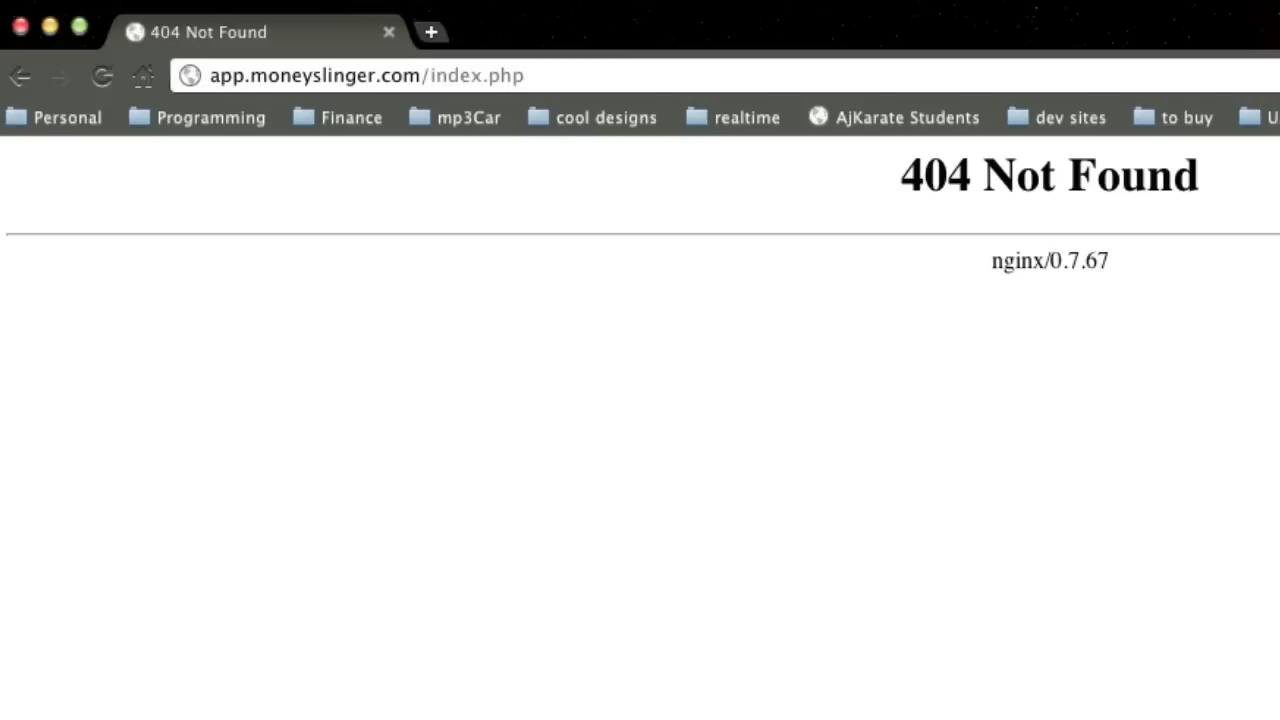 404 Not Found
app.moneyslinger.com/index.php
Personal Programming Finance mp3Car cool designs realtime AjKarate Students dev sites to buy U
404 Not Found
nginx/0.7.67